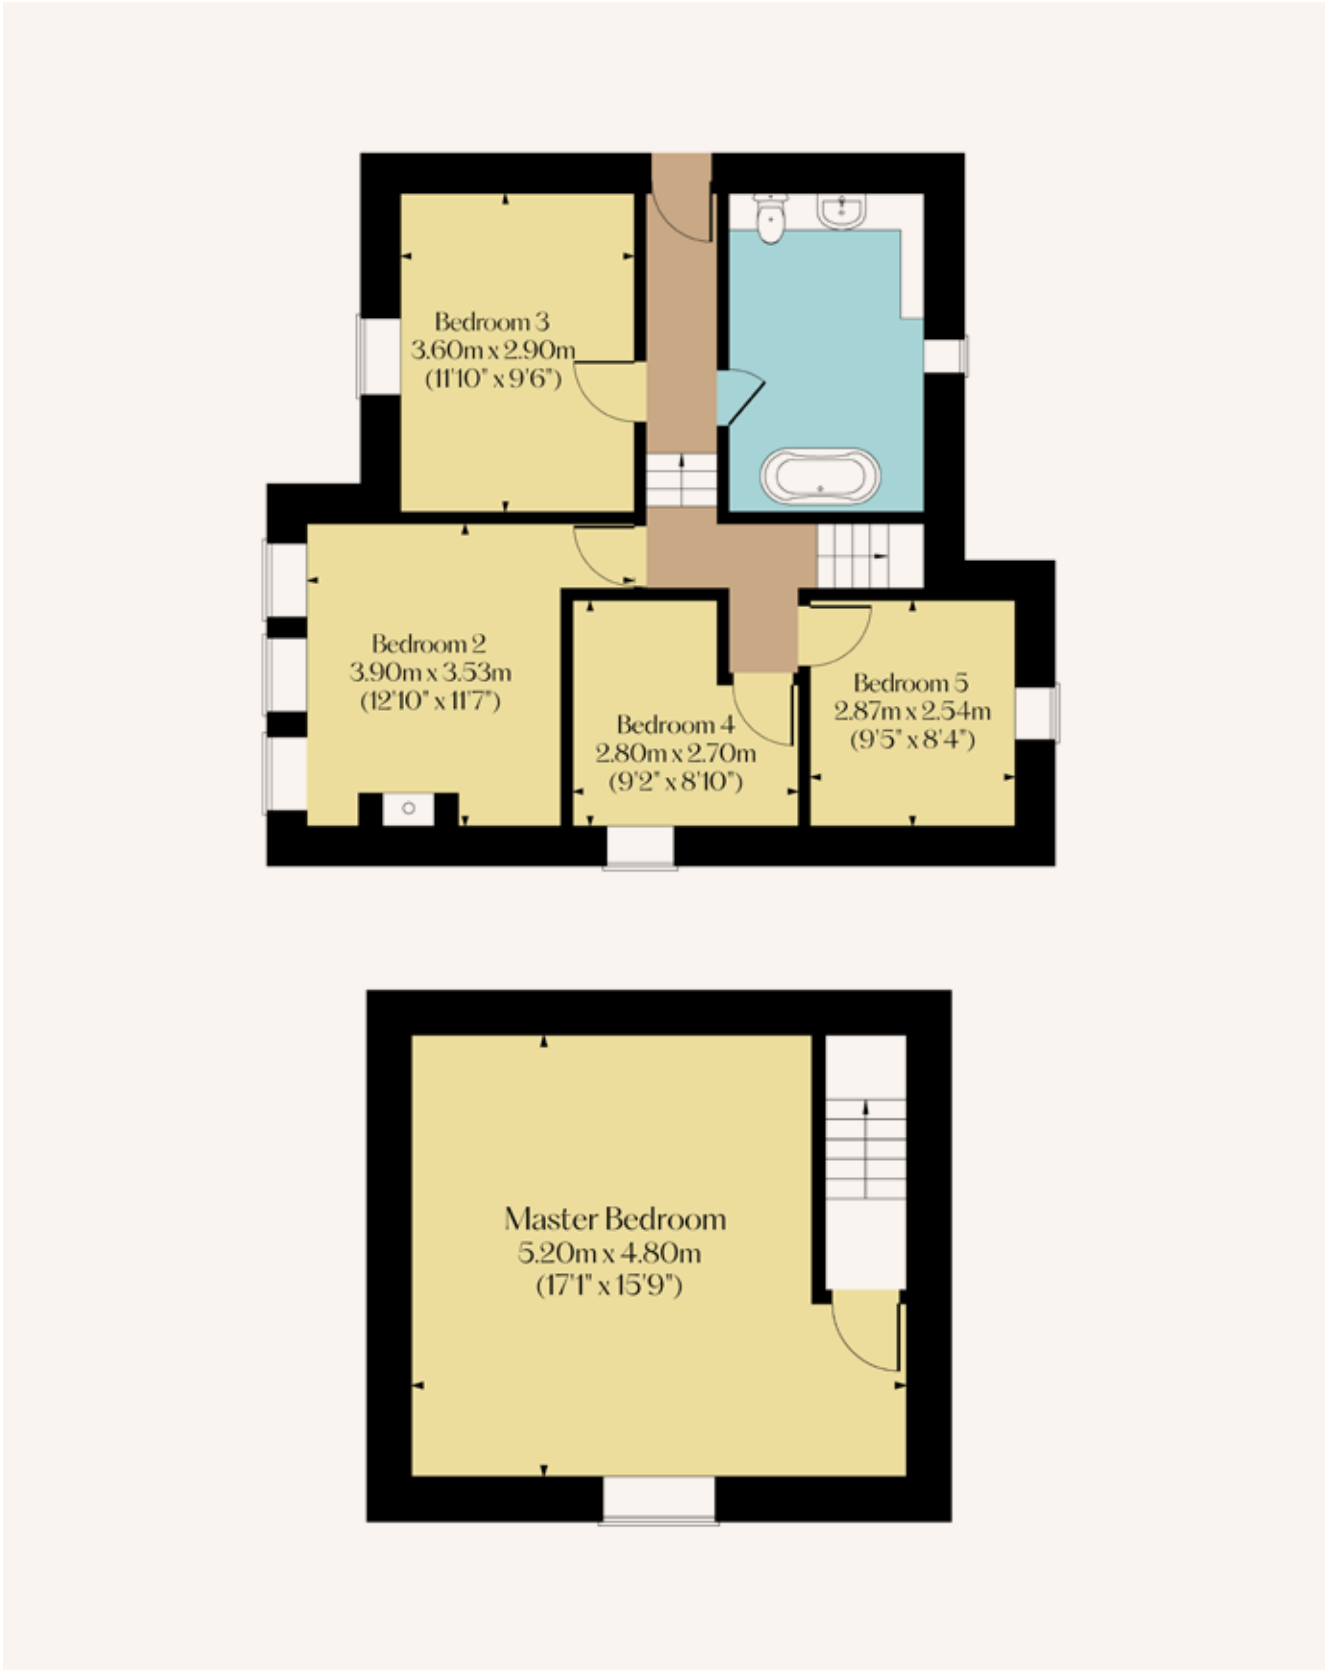 Bedroom 3
3.60m x 2.90m
(11'10" x 9'6")
Bedroom 2
3.90m x 3.53m
(12'10" x 11'7")
Bedroom 4
2.80m x 2.70m
(9'2" x 8'10")
Bedroom 5
2.87m x 2.54m
(9'5" x 8'4")
Master Bedroom
5.20m x 4.80m
(17'1" x 15'9")